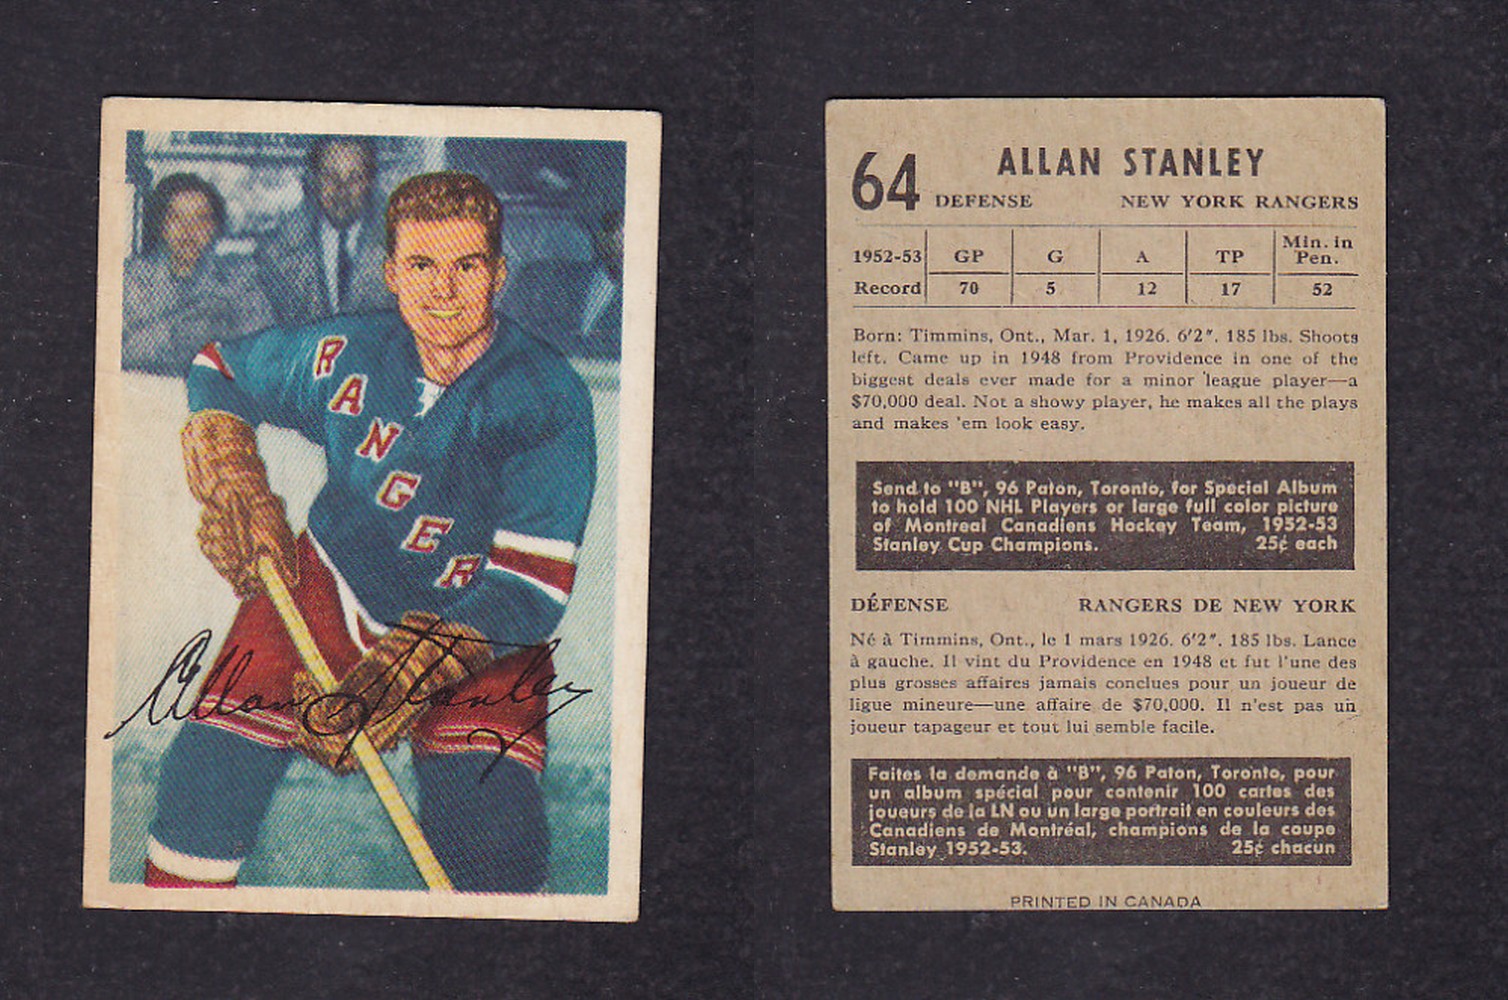 RANGER
Allan Stanley
64
ALLAN STANLEY
DEFENSE NEW YORK RANGERS
1952-53 GP G A TP Min. in Pen.
Record 70 5 12 17 52
Born: Timmins, Ont., Mar. 1, 1926. 6'2". 185 lbs. Shoots
left. Came up in 1948 from Providence in one of the
biggest deals ever made for a minor league player—a
$70,000 deal. Not a showy player, he makes all the plays
and makes 'em look easy.
Send to "B", 96 Paton, Toronto, for Special Album
to hold 100 NHL Players or large full color picture
of Montreal Canadiens Hockey Team, 1952-53
Stanley Cup Champions. 25¢ each
DÉFENSE RANGERS DE NEW YORK
Né à Timmins, Ont., le 1 mars 1926. 6'2". 185 lbs. Lance
à gauche. Il vint du Providence en 1948 et fut l'une des
plus grosses affaires jamais conclues pour un joueur de
ligue mineure—une affaire de $70,000. Il n'est pas un
joueur tapageur et tout lui semble facile.
Faites la demande à "B", 96 Paton, Toronto, pour
un album spécial pour contenir 100 cartes des
joueurs de la LN ou un large portrait en couleurs des
Canadiens de Montréal, champions de la coupe
Stanley 1952-53. 25¢ chacun
PRINTED IN CANADA